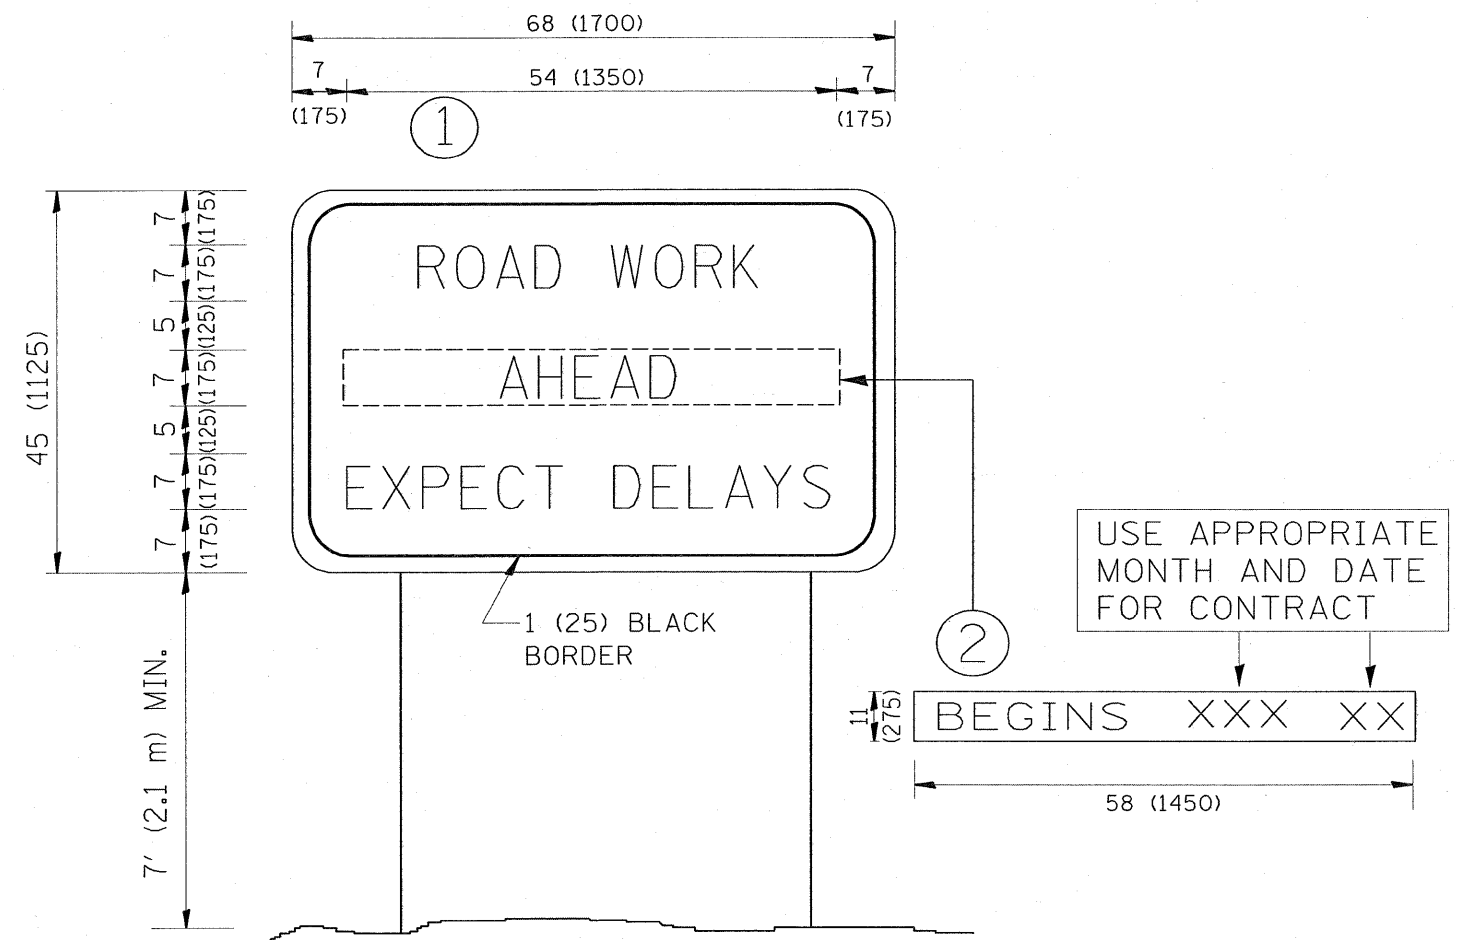 68 (1700)
7
54 (1350)
7
(175)
(175)
1
45 (1125)
7 (175)
7 (175)
5 (125)
7 (175)
5 (125)
7 (175)
7 (175)
ROAD WORK
AHEAD
EXPECT DELAYS
1 (25) BLACK
BORDER
7' (2.1 m) MIN.
USE APPROPRIATE
MONTH AND DATE
FOR CONTRACT
2
11
(275)
BEGINS XXX XX
58 (1450)